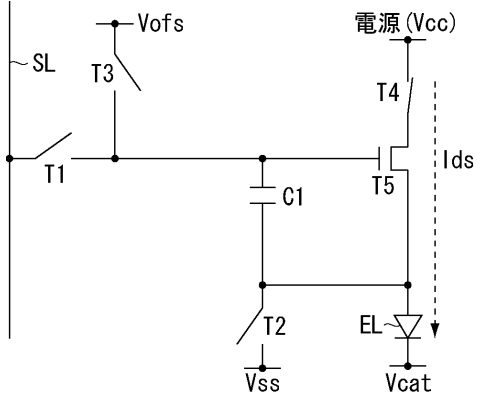 Vofs
電源(Vcc)
SL
T3
T4
T1
Ids
T5
C1
T2
EL
Vss
Vcat